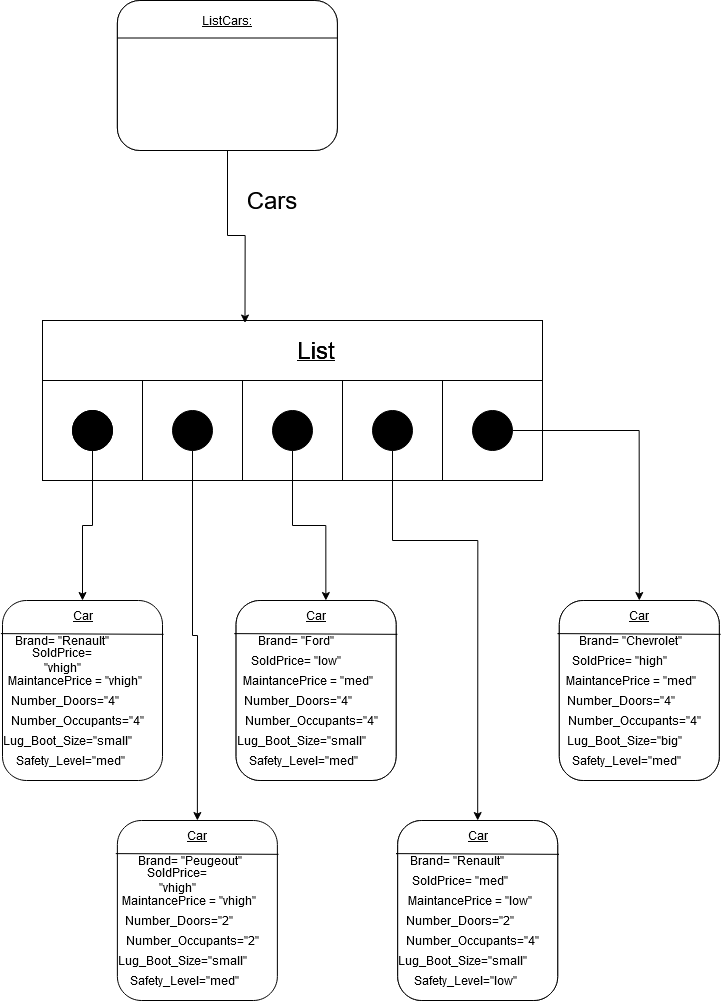 ListCars:
Cars
List
Car
Brand= "Renault"
SoldPrice=
"vhigh"
MaintancePrice = "vhigh"
Number_Doors="4"
Number_Occupants="4"
Lug_Boot_Size="small"
Safety_Level="med"
Car
Brand= "Ford"
SoldPrice= "low"
MaintancePrice = "med"
Number_Doors="4"
Number_Occupants="4"
Lug_Boot_Size="small"
Safety_Level="med"
Car
Brand= "Chevrolet"
SoldPrice= "high"
MaintancePrice = "med"
Number_Doors="4"
Number_Occupants="4"
Lug_Boot_Size="big"
Safety_Level="med"
Car
Brand= "Peugeout"
SoldPrice=
"vhigh"
MaintancePrice = "vhigh"
Number_Doors="2"
Number_Occupants="2"
Lug_Boot_Size="small"
Safety_Level="med"
Car
Brand= "Renault"
SoldPrice= "med"
MaintancePrice = "low"
Number_Doors="2"
Number_Occupants="4"
Lug_Boot_Size="small"
Safety_Level="low"